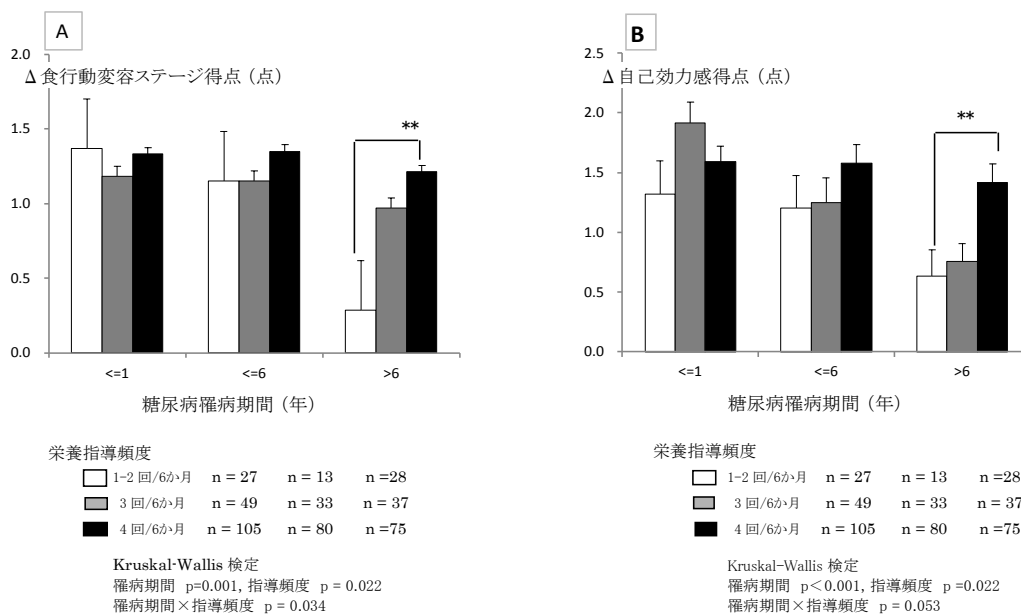 A
2.0
Δ 食行動変容ステージ得点（点）
1.5
1.0
0.5
0.0
**
<=1 <=6 >6
糖尿病罹病期間（年）
栄養指導頻度
1-2 回/6か月 n = 27 n = 13 n =28
3 回/6か月 n = 49 n = 33 n = 37
4 回/6か月 n = 105 n = 80 n =75
Kruskal-Wallis 検定
罹病期間 p=0.001, 指導頻度 p = 0.022
罹病期間×指導頻度 p = 0.034
B
2.5
Δ 自己効力感得点（点）
2.0
1.5
1.0
0.5
0.0
**
<=1 <=6 >6
糖尿病罹病期間（年）
栄養指導頻度
1-2 回/6か月 n = 27 n = 13 n =28
3 回/6か月 n = 49 n = 33 n = 37
4 回/6か月 n = 105 n = 80 n =75
Kruskal-Wallis 検定
罹病期間 p＜0.001, 指導頻度 p =0.022
罹病期間×指導頻度 p = 0.053